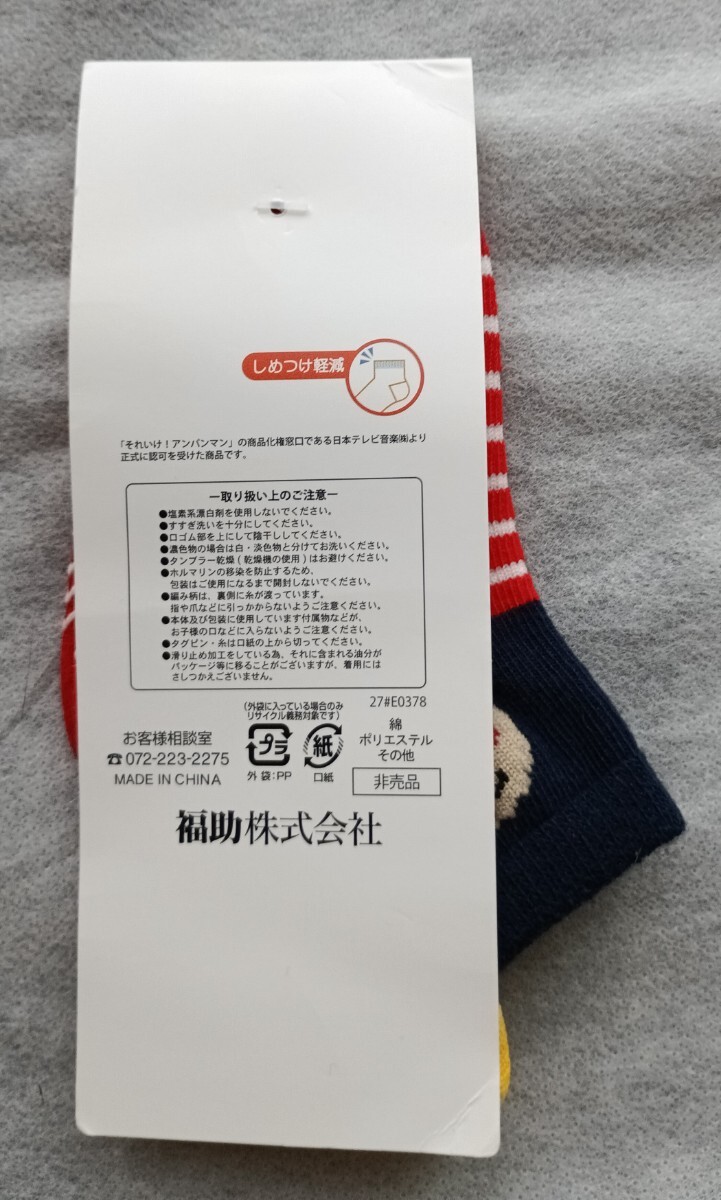 しめつけ軽減
「それいけ！アンパンマン」の商品化権窓口である日本テレビ音楽㈱より
正式に認可を受けた商品です。
ー取り扱い上のご注意ー
●塩素系漂白剤を使用しないでください。
●すすぎ洗いを十分にしてください。
●口ゴム部を上にして陰干ししてください。
●濃色物の場合は白・淡色物と分けてお洗いください。
●タンブラー乾燥(乾燥機の使用)はお避けください。
●ホルマリンの移染を防止するため、
包装はご使用になるまで開封しないでください。
●編み柄は、裏側に糸が渡っています。
指や爪などに引っかからないようご注意ください。
●本体及び包装に使用しています付属物などが、
お子様の口などに入らないようご注意ください。
●タグピン・糸は口紙の上から切ってください。
●滑り止め加工をしている為、それに含まれる油分が
パッケージ等に移ることがございますが、着用には
さしつかえございません。
27#E0378
(外袋に入っている場合のみ
リサイクル義務対象です)
お客様相談室
☎072-223-2275
MADE IN CHINA
プラ
外袋:PP
紙
口紙
綿
ポリエステル
その他
非売品
福助株式会社